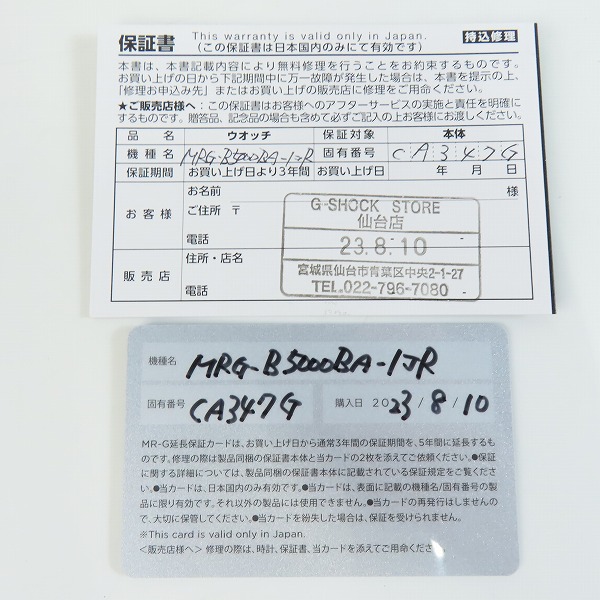 保証書 This warranty is valid only in Japan. 持込修理
(この保証書は日本国内のみにて有効です)
本書は、本書記載内容により無料修理を行うことをお約束するものです。
お買い上げの日から下記期間中に万一故障が発生した場合は、本書を提示の上、
「修理お申込み先」またはお買い上げの販売店に修理をご用命ください。
★ご販売店様へ：この保証書はお客様へのアフターサービスの実施と責任を明確に
するものです。贈答品、記念品の場合も含めて必ずご記入の上お客様にお渡しください。
品名 ウオッチ 保証対象 本体
機種名 MRG-B5000BA-1JR 固有番号 CA347G
保証期間 お買い上げ日より3年間 お買い上げ日 年 月 日
お客様 お名前 様
ご住所 〒
電話
販売店 住所・店名
電話
G-SHOCK STORE
仙台店
23.8.10
宮城県仙台市青葉区中央2-1-27
TEL.022-796-7080
機種名 MRG-B5000BA-1JR
固有番号 CA347G 購入日 2023/8/10
MR-G延長保証カードは、お買い上げ日から通常3年間の保証期間を、5年間に延長するも
のです。修理の際は製品同梱の保証書本体と当カードの2枚を添えてご依頼ください。●保証
に関する詳細については、製品同梱の保証書本体に記載されている保証規定をご覧くだ
さい。●当カードは、日本国内のみ有効です。●当カードは、表面に記載の機種名/固有番号の製
品に限り有効です。それ以外の製品には使用できません。●当カードの再発行はしませんの
で、大切に保管してください。●当カードを紛失した場合は、保証を受けられません。
※This card is valid only in Japan.
＜販売店様へ＞修理の際は、時計、保証書、当カードを添えてご用命ください。